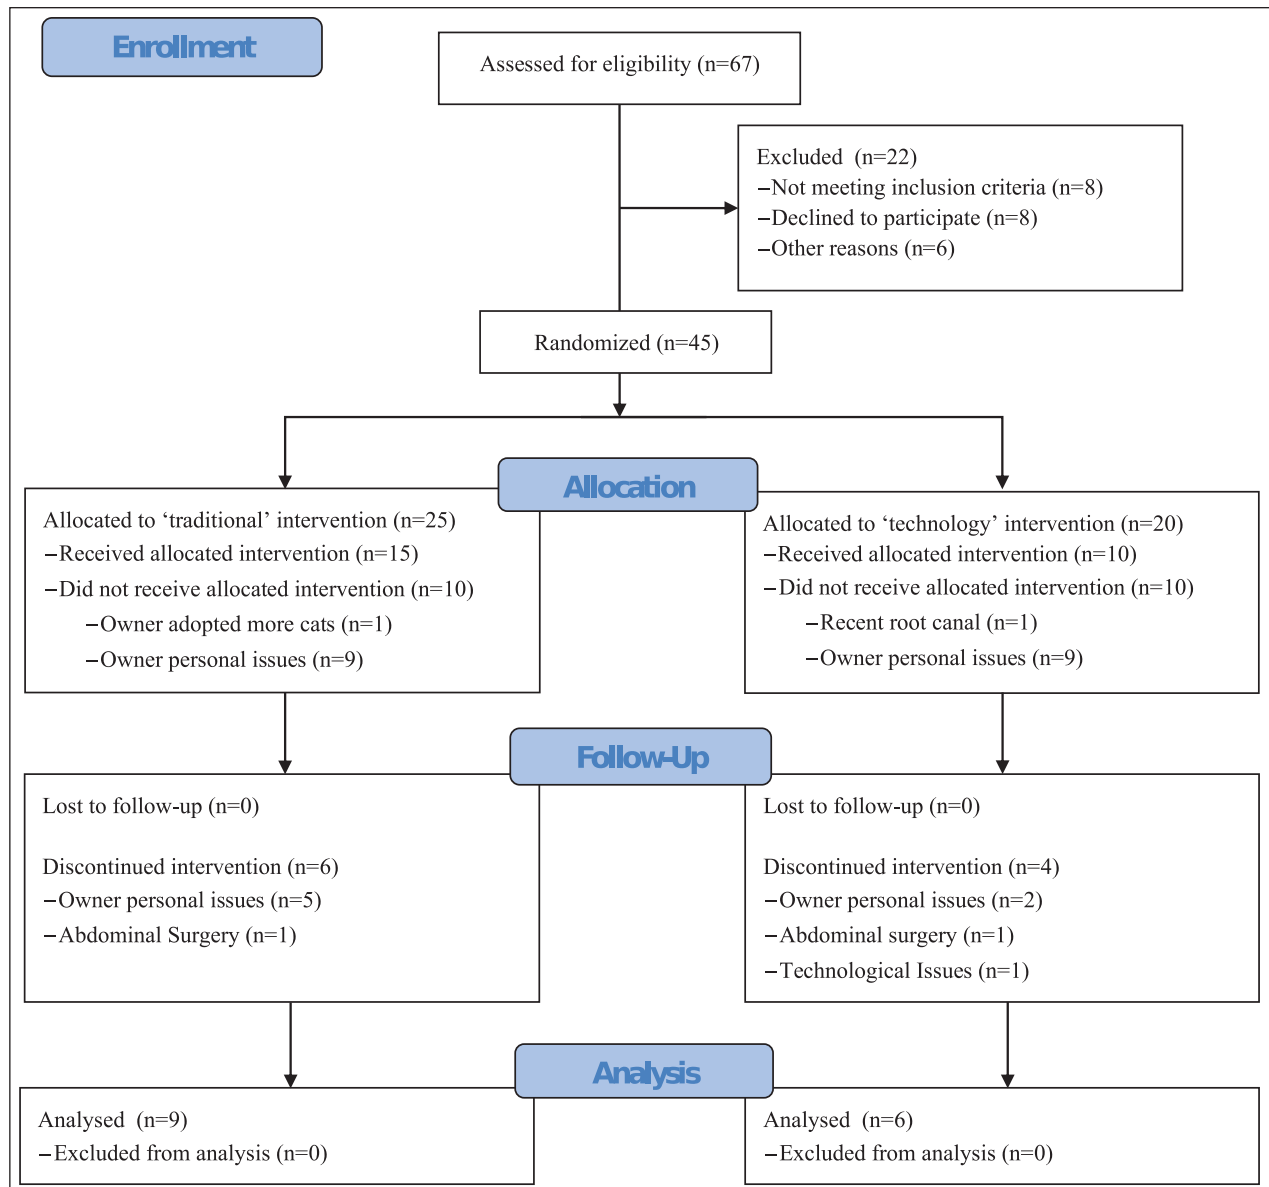 Enrollment
Assessed for eligibility (n=67)
Excluded (n=22)
–Not meeting inclusion criteria (n=8)
–Declined to participate (n=8)
–Other reasons (n=6)
Randomized (n=45)
Allocation
Allocated to ‘traditional’ intervention (n=25)
–Received allocated intervention (n=15)
–Did not receive allocated intervention (n=10)
–Owner adopted more cats (n=1)
–Owner personal issues (n=9)
Allocated to ‘technology’ intervention (n=20)
–Received allocated intervention (n=10)
–Did not receive allocated intervention (n=10)
–Recent root canal (n=1)
–Owner personal issues (n=9)
Follow-Up
Lost to follow-up (n=0)
Discontinued intervention (n=6)
–Owner personal issues (n=5)
–Abdominal Surgery (n=1)
Lost to follow-up (n=0)
Discontinued intervention (n=4)
–Owner personal issues (n=2)
–Abdominal surgery (n=1)
–Technological Issues (n=1)
Analysis
Analysed (n=9)
–Excluded from analysis (n=0)
Analysed (n=6)
–Excluded from analysis (n=0)